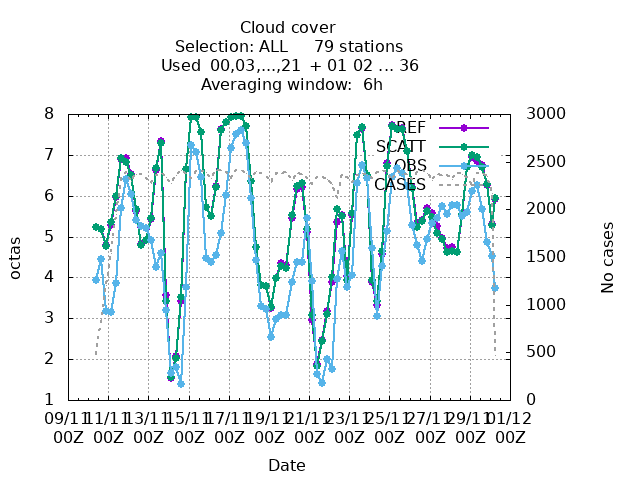 Cloud cover
Selection: ALL 79 stations
Used 00,03,...,21 + 01 02 ... 36
Averaging window: 6h
8
7
6
5
4
3
2
1
octas
3000
2500
2000
1500
1000
500
0
No cases
REF
SCATT
OBS
CASES
09/11 11/11 13/11 15/11 17/11 19/11 21/11 23/11 25/11 27/11 29/11 01/12
00Z 00Z 00Z 00Z 00Z 00Z 00Z 00Z 00Z 00Z 00Z 00Z
Date